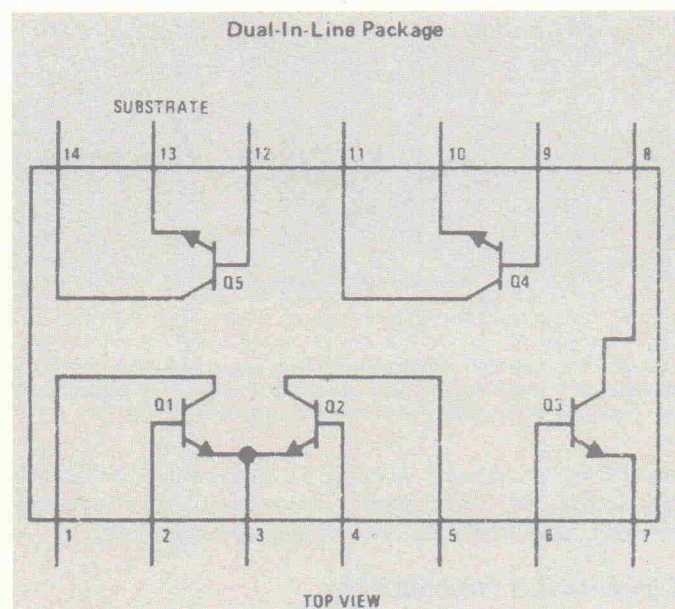 Dual-In-Line Package
SUBSTRATE
14 13 12 11 10 9 8
Q5 Q4
Q1 Q2 Q3
1 2 3 4 5 6 7
TOP VIEW